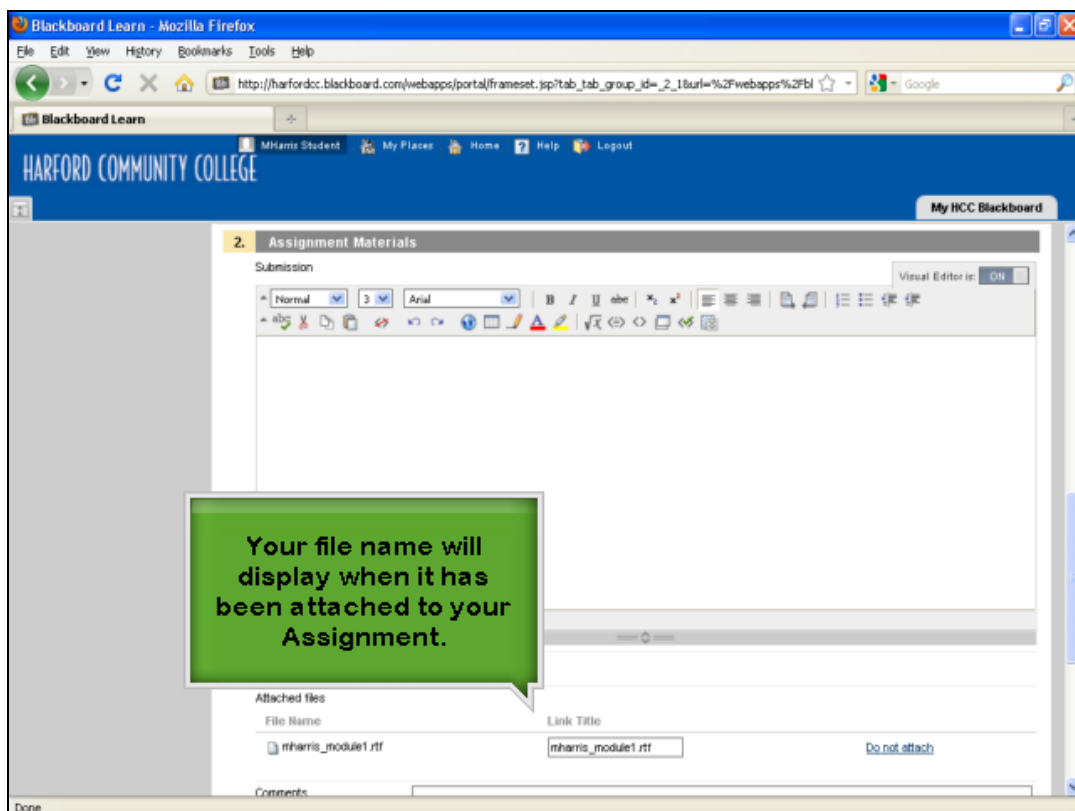 Blackboard Learn - Mozilla Firefox
File Edit View History Bookmarks Tools Help
http://harfordcc.blackboard.com/webapps/portal/frameset.jsp?tab_tab_group_id=_2_1&url=%2Fwebapps%2Fbl
Google
Blackboard Learn
MHarris Student My Places Home Help Logout
HARFORD COMMUNITY COLLEGE
My HCC Blackboard
2. Assignment Materials
Submission
Visual Editor is: ON
Normal 3 Arial B I U abc
Your file name will
display when it has
been attached to your
Assignment.
Attached files
File Name Link Title
mharris_module1.rtf mharris_module1.rtf Do not attach
Comments
Done